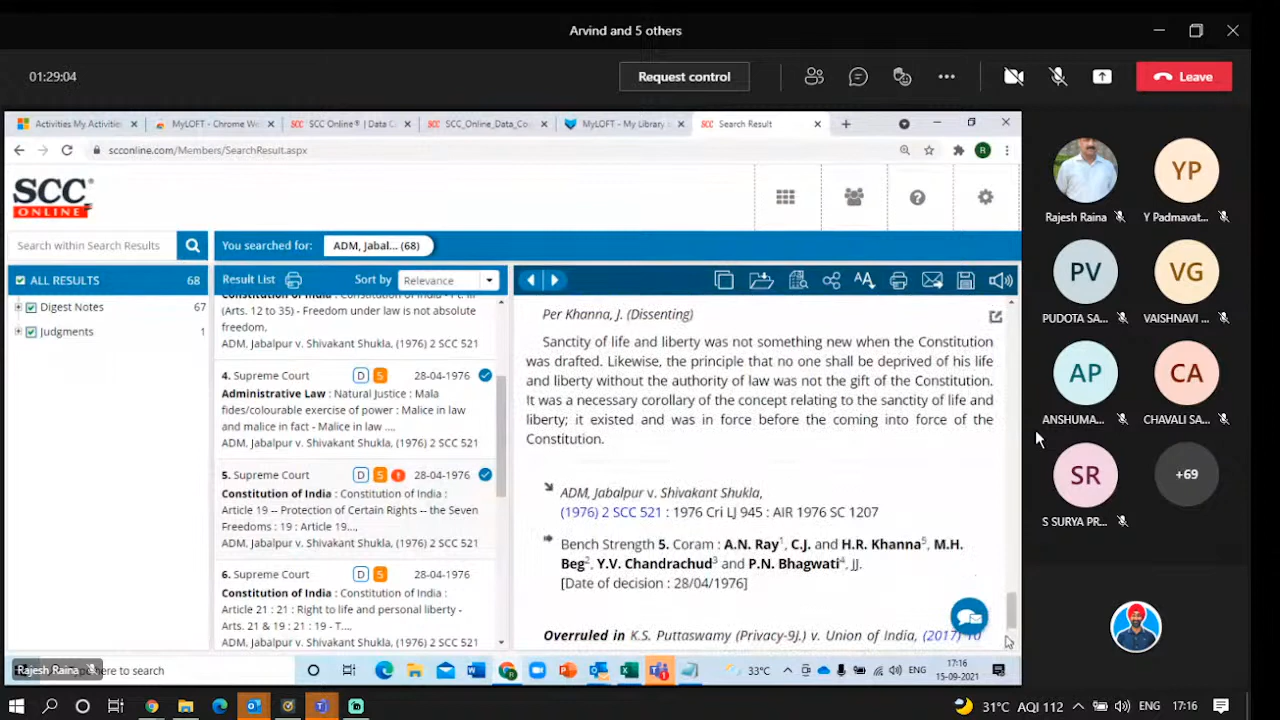 Arvind and 5 others
01:29:04
Request control
Leave
Activities My Activitie
MyLOFT - Chrome We
SCC Online® | Data C
SCC_Online_Data_Co
MyLOFT - My Library
Search Result
scconline.com/Members/SearchResult.aspx
R
SCC®
ONLINE
Search within Search Results
You searched for:
ADM, Jabal... (68)
ALL RESULTS 68
Digest Notes 67
Judgments 1
Result List
Sort by
Relevance
(Arts. 12 to 35) - Freedom under law is not absolute
freedom,
ADM, Jabalpur v. Shivakant Shukla, (1976) 2 SCC 521
4. Supreme Court D S 28-04-1976
Administrative Law : Natural Justice : Mala
fides/colourable exercise of power : Malice in law
and malice in fact - Malice in law ....
ADM, Jabalpur v. Shivakant Shukla, (1976) 2 SCC 521
5. Supreme Court D S ! 28-04-1976
Constitution of India : Constitution of India :
Article 19 -- Protection of Certain Rights -- the Seven
Freedoms : 19 : Article 19...,
ADM, Jabalpur v. Shivakant Shukla, (1976) 2 SCC 521
6. Supreme Court D S 28-04-1976
Constitution of India : Constitution of India :
Article 21 : 21 : Right to life and personal liberty -
Arts. 21 & 19 : 21 : 19 - T...,
ADM, Jabalpur v. Shivakant Shukla, (1976) 2 SCC 521
Per Khanna, J. (Dissenting)
Sanctity of life and liberty was not something new when the Constitution
was drafted. Likewise, the principle that no one shall be deprived of his life
and liberty without the authority of law was not the gift of the Constitution.
It was a necessary corollary of the concept relating to the sanctity of life and
liberty; it existed and was in force before the coming into force of the
Constitution.
ADM, Jabalpur v. Shivakant Shukla,
(1976) 2 SCC 521 : 1976 Cri LJ 945 : AIR 1976 SC 1207
Bench Strength 5. Coram : A.N. Ray1, C.J. and H.R. Khanna5, M.H.
Beg2, Y.V. Chandrachud3 and P.N. Bhagwati4, JJ.
[Date of decision : 28/04/1976]
Overruled in K.S. Puttaswamy (Privacy-9J.) v. Union of India, (2017) 10
Rajesh Raina
YP
Y Padmavat...
PV
PUDOTA SA...
VG
VAISHNAVI ...
AP
ANSHUMA...
CA
CHAVALI SA...
SR
S SURYA PR...
+69
Rajesh Raina
here to search
33°C
ENG
17:16
15-09-2021
31°C AQI 112
ENG
17:16